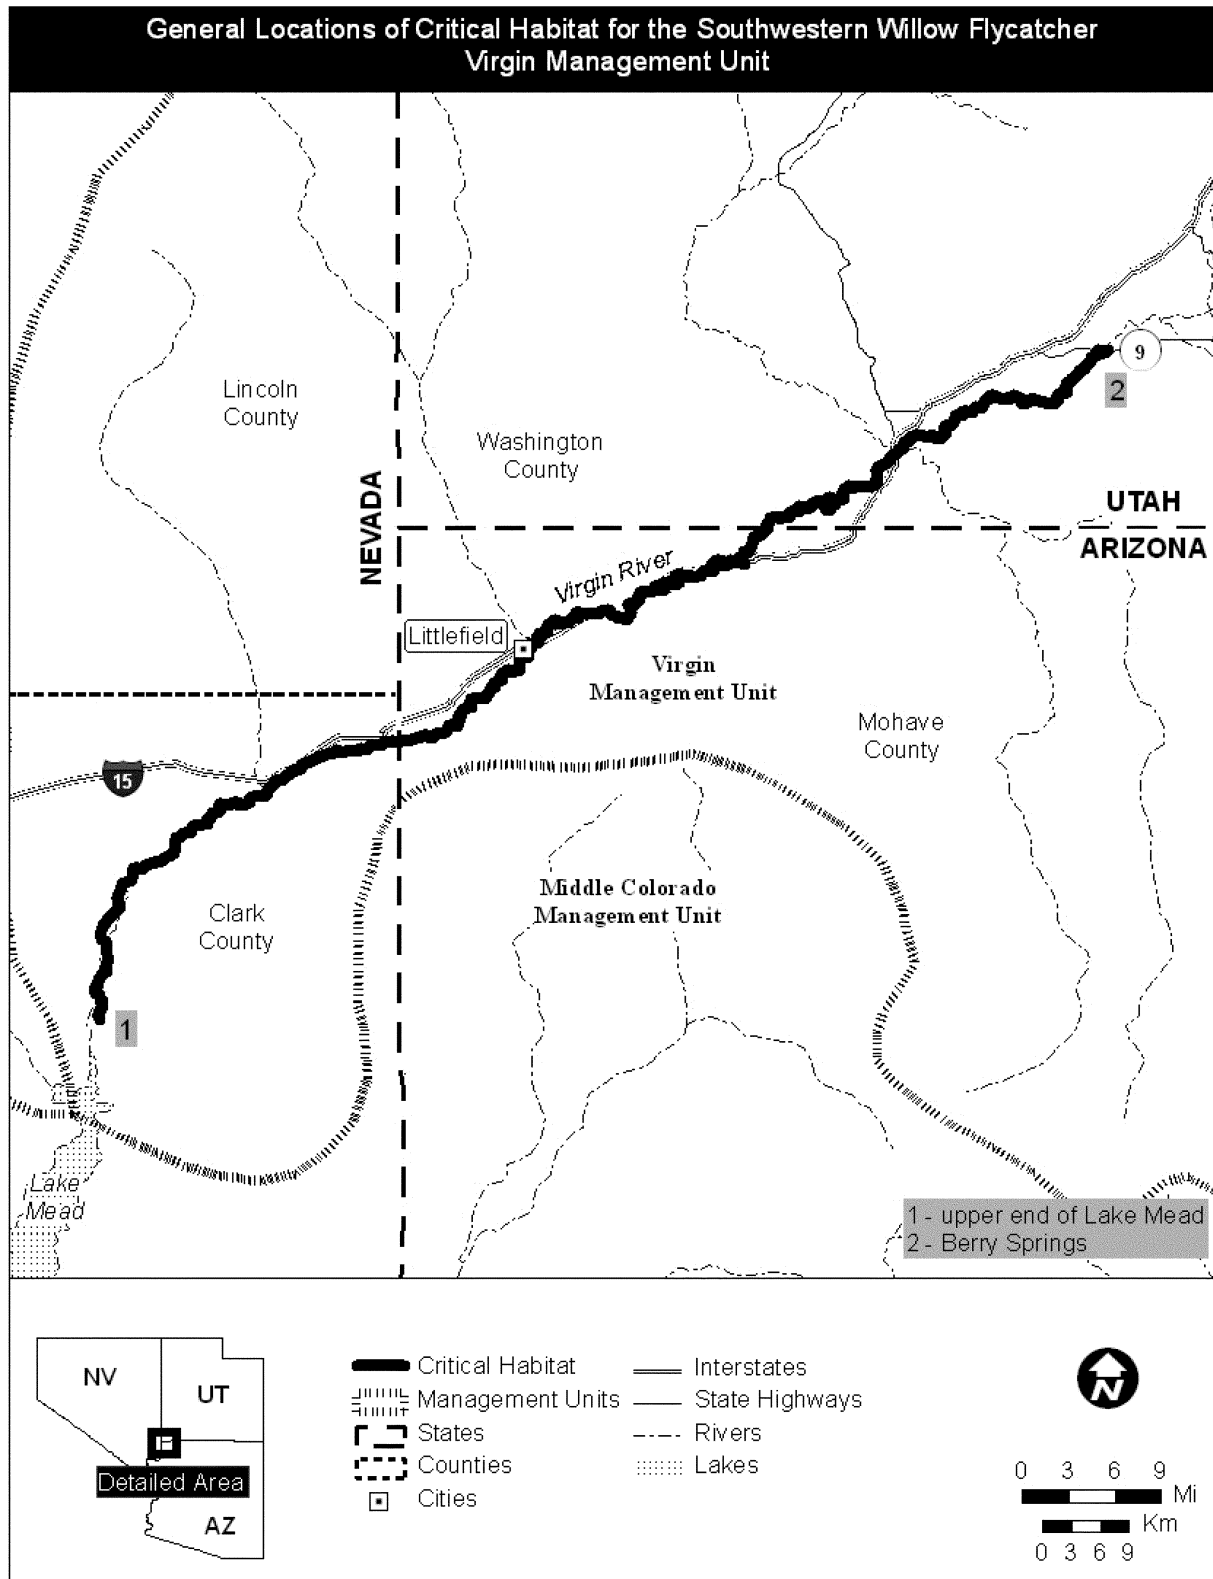 General Locations of Critical Habitat for the Southwestern Willow Flycatcher
Virgin Management Unit
9
2
Lincoln
County
Washington
County
NEVADA
UTAH
ARIZONA
Virgin River
Littlefield
Virgin
Management Unit
Mohave
County
15
Middle Colorado
Management Unit
Clark
County
1
Lake
Mead
1 - upper end of Lake Mead
2 - Berry Springs
NV
UT
Detailed Area
AZ
Critical Habitat
Management Units
States
Counties
Cities
Interstates
State Highways
Rivers
Lakes
N
0 3 6 9
Mi
Km
0 3 6 9